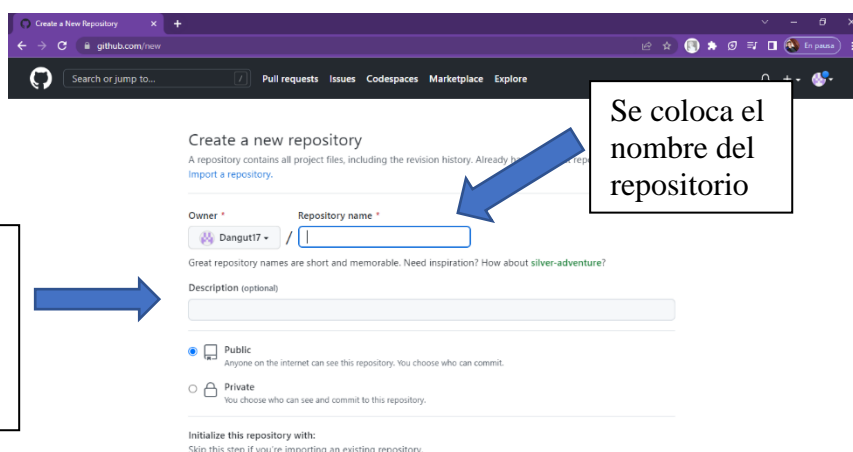 Create a New Repository
github.com/new
En pausa
Search or jump to...
/
Pull requests Issues Codespaces Marketplace Explore
Se coloca el
nombre del
repositorio
Create a new repository
A repository contains all project files, including the revision history. Already
Import a repository.
Owner * Repository name *
Dangut17 /
Great repository names are short and memorable. Need inspiration? How about silver-adventure?
Description (optional)
Public
Anyone on the internet can see this repository. You choose who can commit.
Private
You choose who can see and commit to this repository.
Initialize this repository with:
Skip this step if you're importing an existing repository.